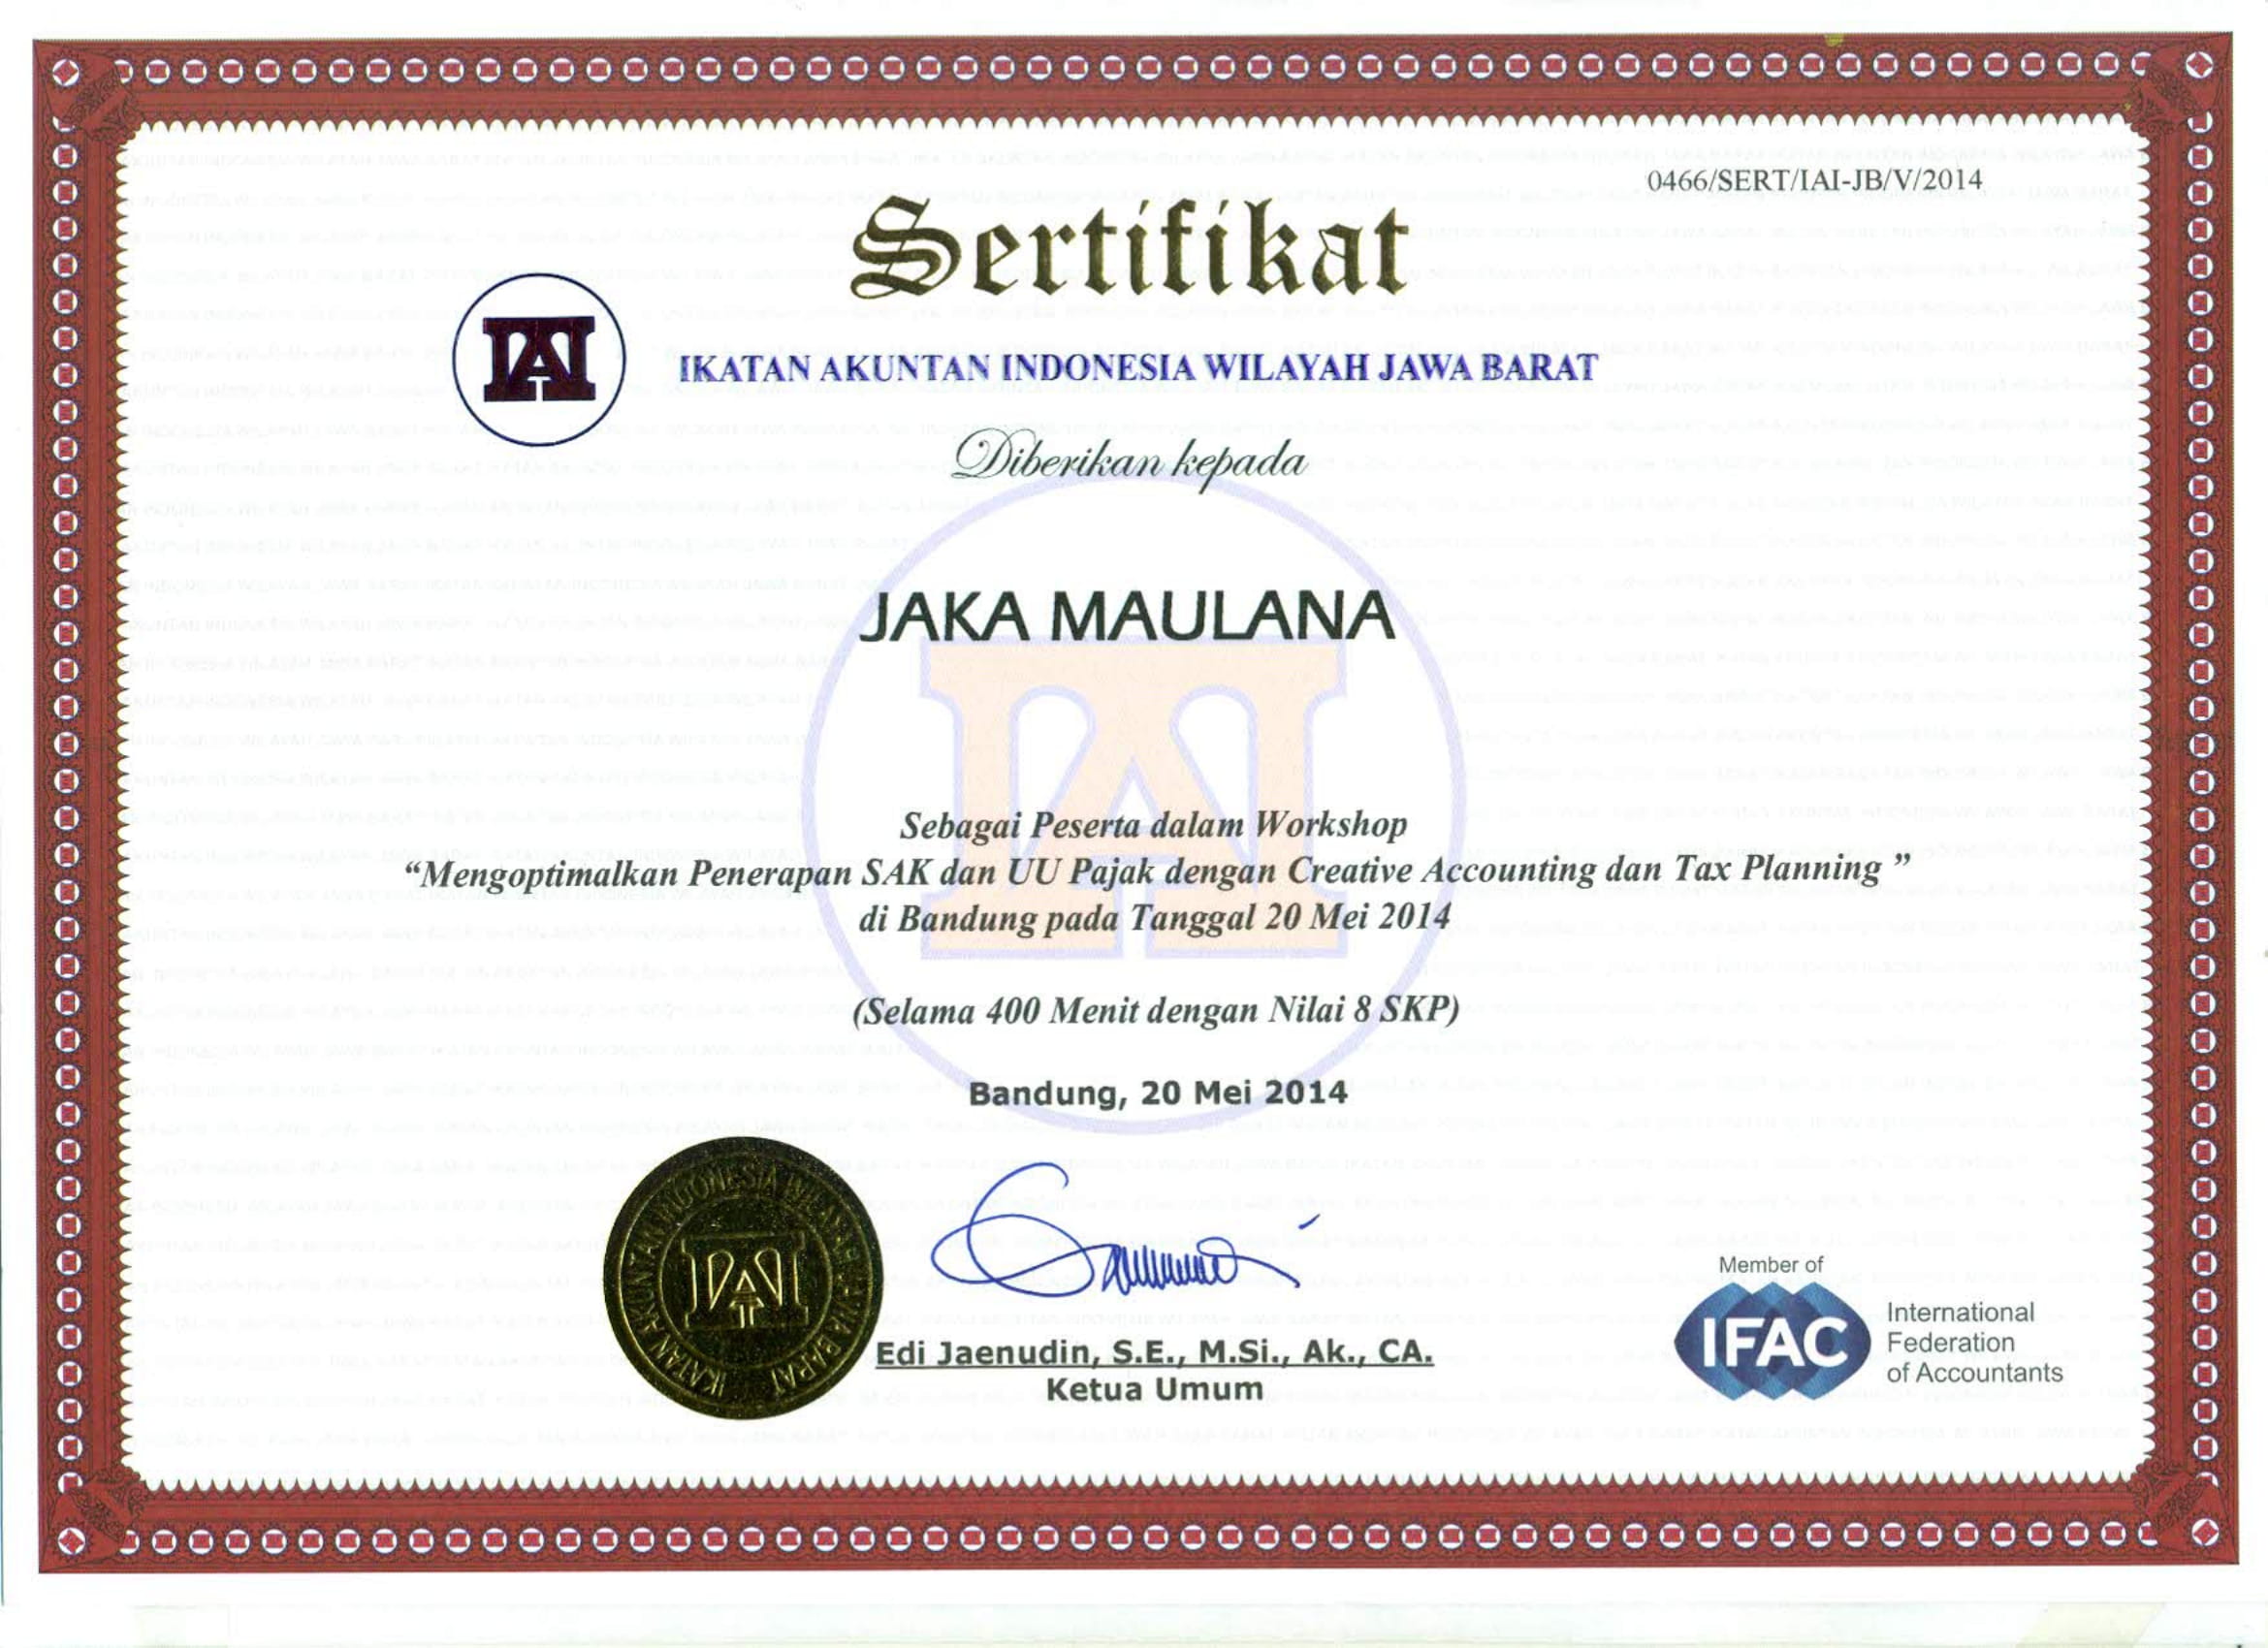 0466/SERT/IAI-JB/V/2014
Sertifikat
IAI
IKATAN AKUNTAN INDONESIA WILAYAH JAWA BARAT
Diberikan kepada
JAKA MAULANA
Sebagai Peserta dalam Workshop
“Mengoptimalkan Penerapan SAK dan UU Pajak dengan Creative Accounting dan Tax Planning ”
di Bandung pada Tanggal 20 Mei 2014
(Selama 400 Menit dengan Nilai 8 SKP)
Bandung, 20 Mei 2014
IKATAN AKUNTAN INDONESIA WILAYAH JAWA BARAT
IAI
Edi Jaenudin, S.E., M.Si., Ak., CA.
Ketua Umum
Member of
IFAC
International
Federation
of Accountants